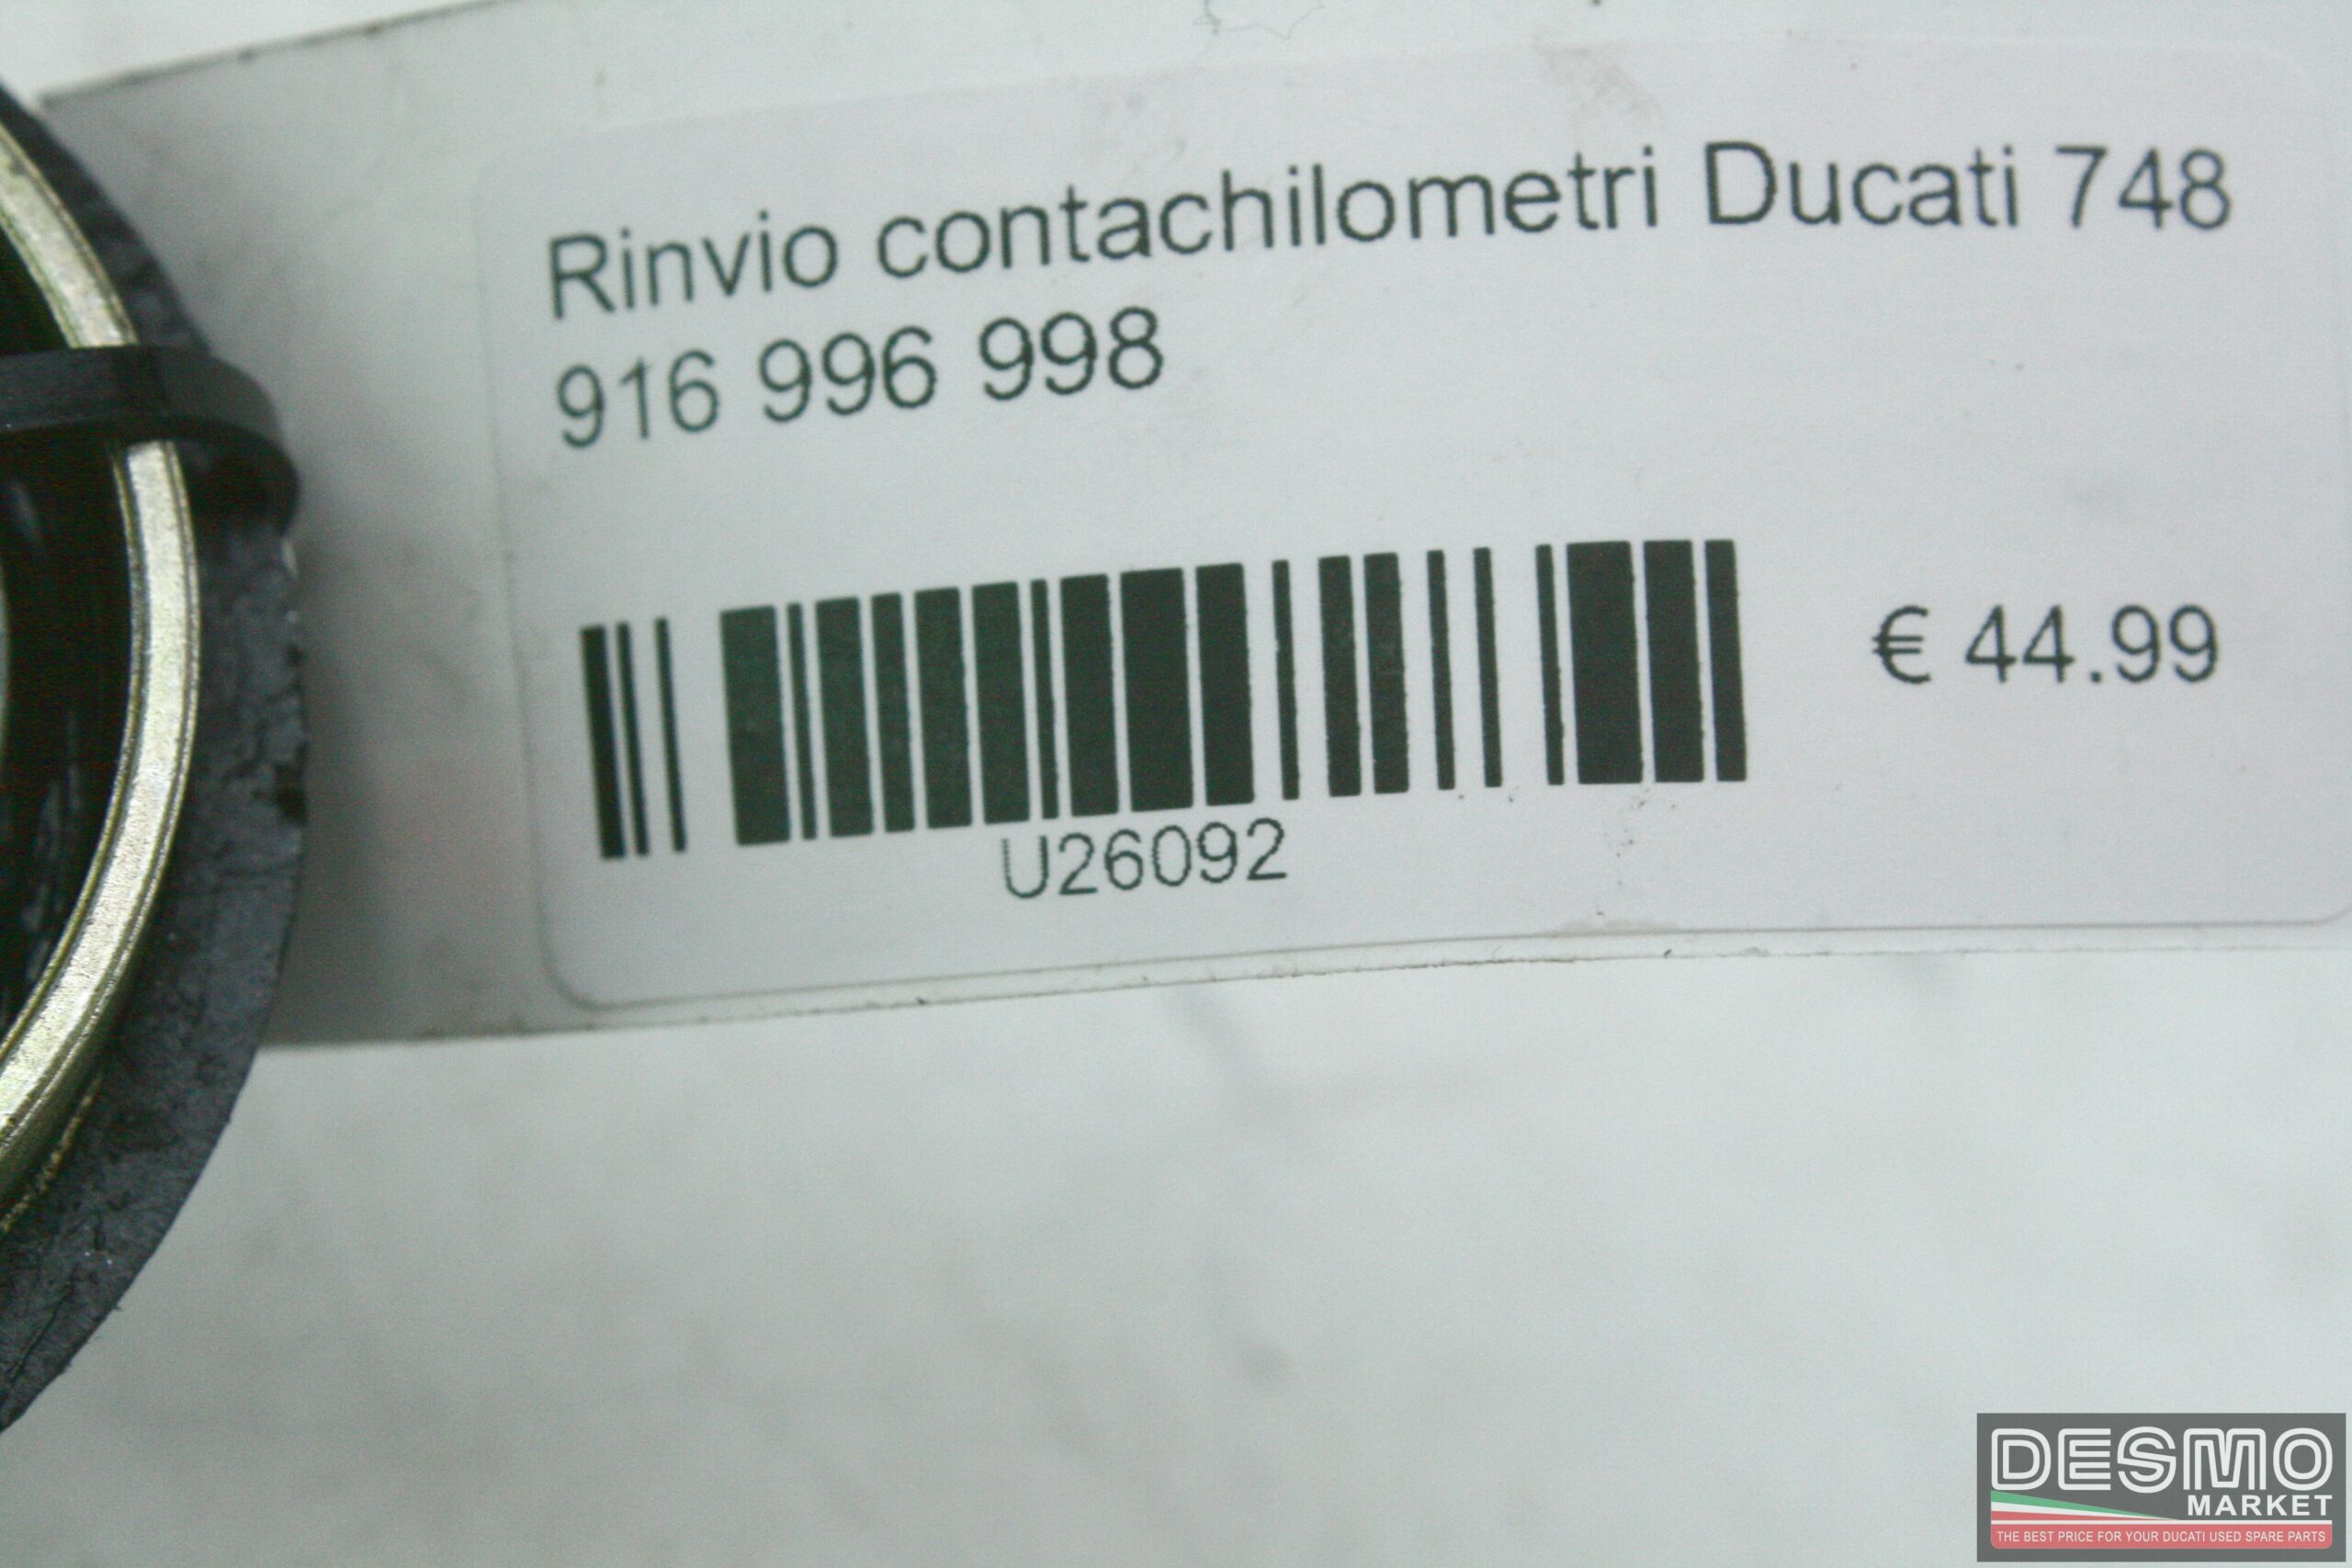 Rinvio contachilometri Ducati 748
916 996 998
€ 44.99
U26092
DESMO
MARKET
THE BEST PRICE FOR YOUR DUCATI USED SPARE PARTS